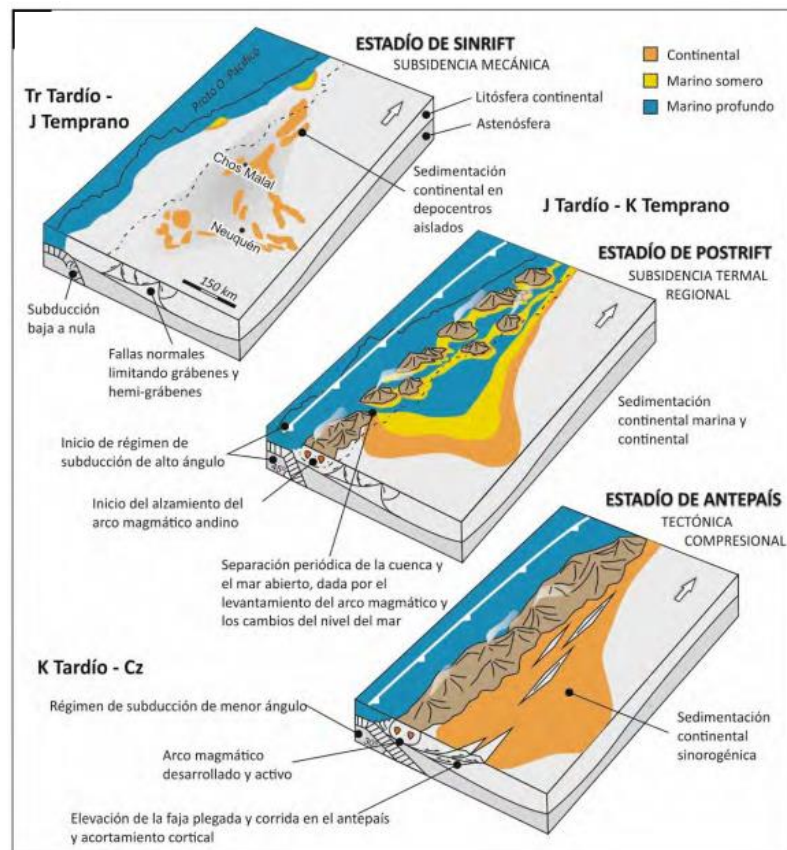 ESTADÍO DE SINRIFT
SUBSIDENCIA MECÁNICA
Continental
Marino somero
Marino profundo
Tr Tardío -
J Temprano
Proto O. Pacífico
Litósfera continental
Astenósfera
Chos Malal
Neuquén
150 km
Sedimentación
continental en
depocentros
aislados
Subducción
baja a nula
Fallas normales
limitando grábenes y
hemi-grábenes
J Tardío - K Temprano
ESTADÍO DE POSTRIFT
SUBSIDENCIA TERMAL
REGIONAL
Sedimentación
continental marina y
continental
Inicio de régimen de
subducción de alto ángulo
Inicio del alzamiento del
arco magmático andino
Separación periódica de la cuenca y
el mar abierto, dada por el
levantamiento del arco magmático y
los cambios del nivel del mar
ESTADÍO DE ANTEPAÍS
TECTÓNICA
COMPRESIONAL
K Tardío - Cz
Régimen de subducción de menor ángulo
Arco magmático
desarrollado y activo
Elevación de la faja plegada y corrida en el antepaís
y acortamiento cortical
Sedimentación
continental
sinorogénica